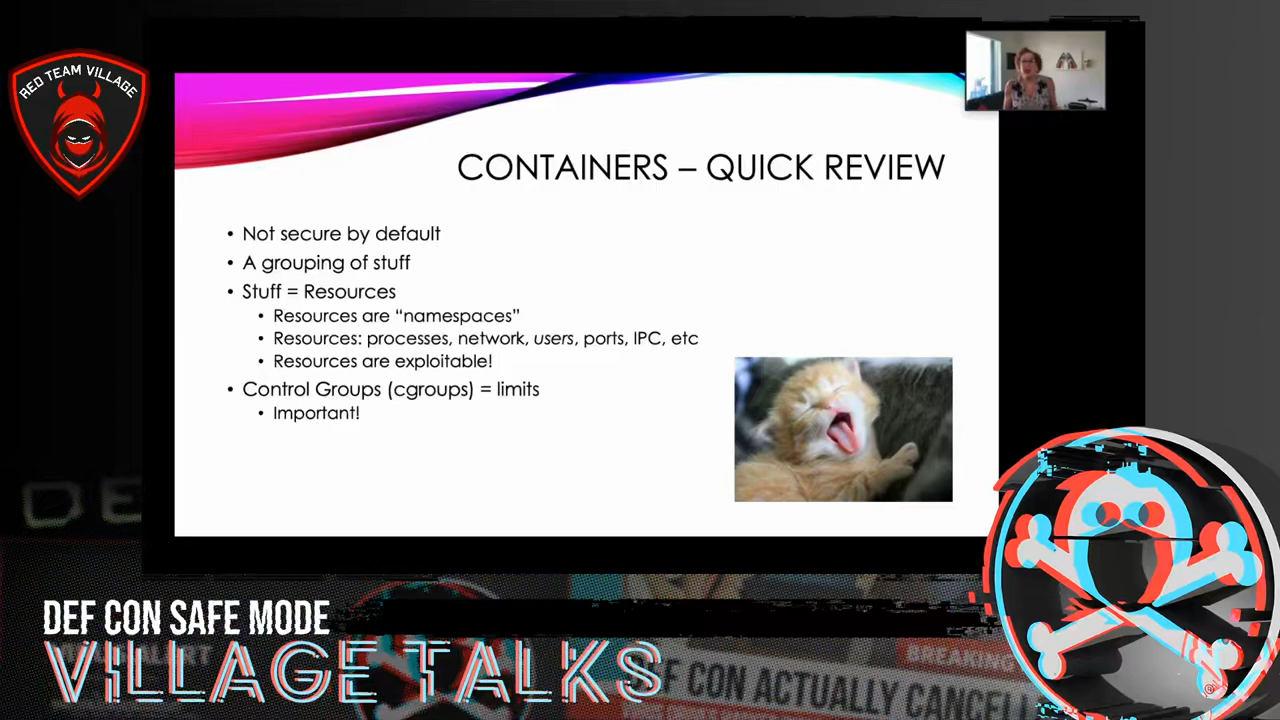 RED TEAM VILLAGE
CONTAINERS – QUICK REVIEW
• Not secure by default
• A grouping of stuff
• Stuff = Resources
• Resources are “namespaces”
• Resources: processes, network, users, ports, IPC, etc
• Resources are exploitable!
• Control Groups (cgroups) = limits
• Important!
DE
DEF CON SAFE MODE
VILLAGE TALKS
BREAKING
F CON ACTUALLY CANCELL